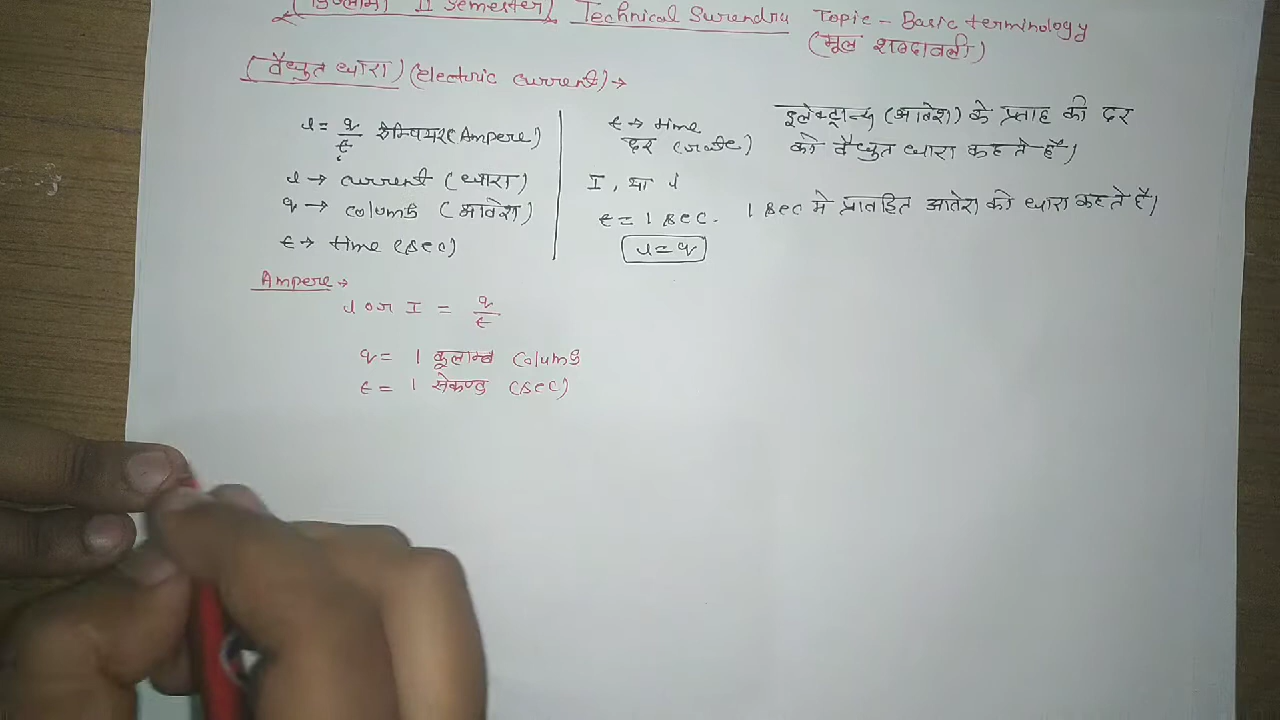 (डिप्लोमा) II Semester) Technical Surendra Topic - Basic terminology
(मूल शब्दावली)
(वैधुत धारा) (electric current) →
i = q/t ऐम्पियर (Ampere)
i → current (धारा)
q → columb (आवेश)
t → time (sec)
t → time
दर (rate)
I, या i
t = 1 sec.
i = q
इलेक्ट्रान्स (आवेश) के प्रवाह की दर
को वैधुत धारा कहते हैं।
1 sec मे प्रावहित आवेश को धारा कहते है।
Ampere →
i or I = q/t
q = 1 कूलाम्ब columb
t = 1 सेकण्ड (sec)